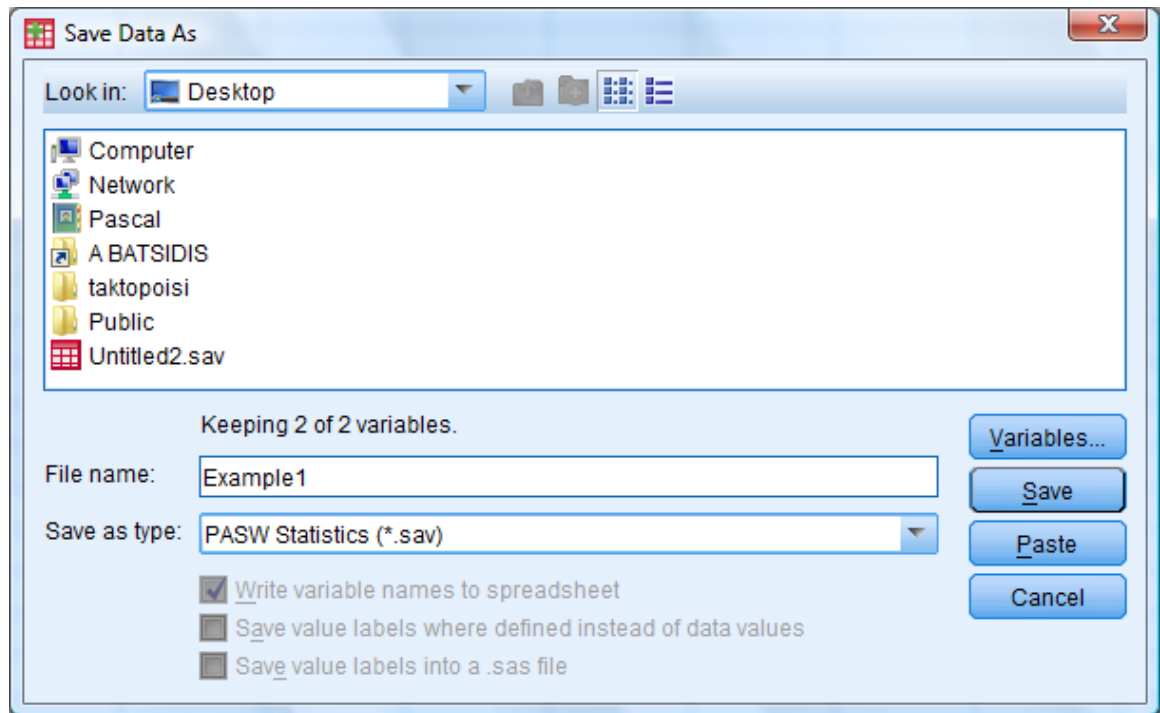 Save Data As
Look in: Desktop
Computer
Network
Pascal
A BATSIDIS
taktopoisi
Public
Untitled2.sav
Keeping 2 of 2 variables.
Variables...
File name: Example1
Save
Save as type: PASW Statistics (*.sav)
Paste
Write variable names to spreadsheet
Cancel
Save value labels where defined instead of data values
Save value labels into a .sas file